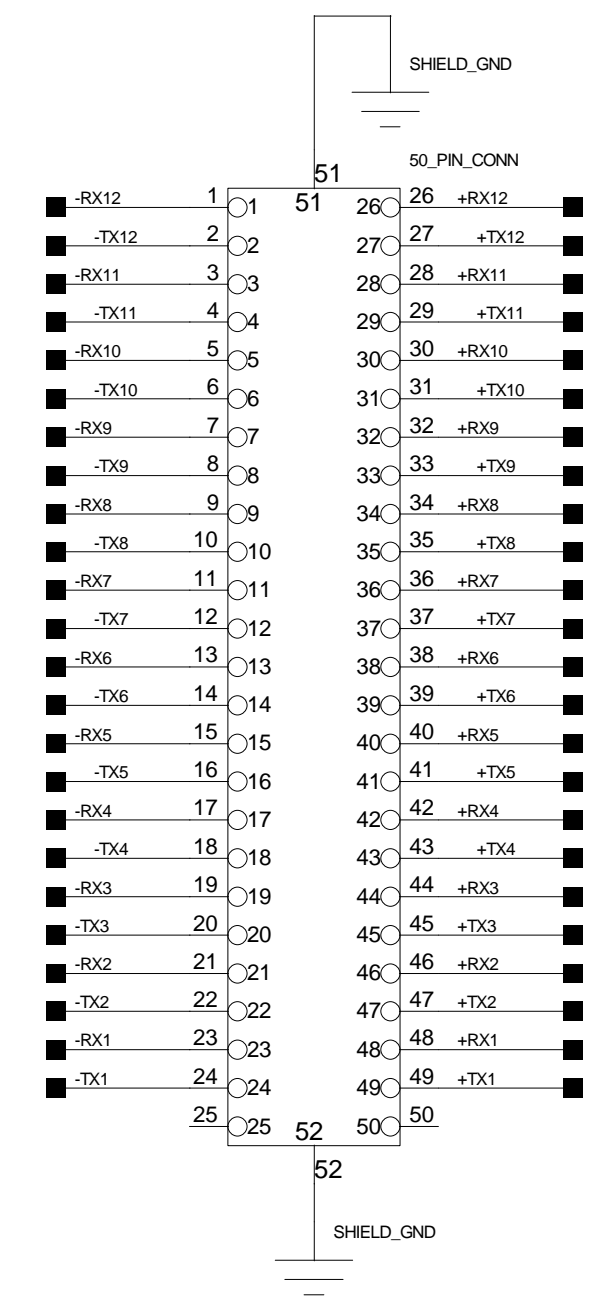 SHIELD_GND
50_PIN_CONN
51
51
-RX12 1 1 26 26 +RX12
-TX12 2 2 27 27 +TX12
-RX11 3 3 28 28 +RX11
-TX11 4 4 29 29 +TX11
-RX10 5 5 30 30 +RX10
-TX10 6 6 31 31 +TX10
-RX9 7 7 32 32 +RX9
-TX9 8 8 33 33 +TX9
-RX8 9 9 34 34 +RX8
-TX8 10 10 35 35 +TX8
-RX7 11 11 36 36 +RX7
-TX7 12 12 37 37 +TX7
-RX6 13 13 38 38 +RX6
-TX6 14 14 39 39 +TX6
-RX5 15 15 40 40 +RX5
-TX5 16 16 41 41 +TX5
-RX4 17 17 42 42 +RX4
-TX4 18 18 43 43 +TX4
-RX3 19 19 44 44 +RX3
-TX3 20 20 45 45 +TX3
-RX2 21 21 46 46 +RX2
-TX2 22 22 47 47 +TX2
-RX1 23 23 48 48 +RX1
-TX1 24 24 49 49 +TX1
25 25 50 50
52
52
SHIELD_GND